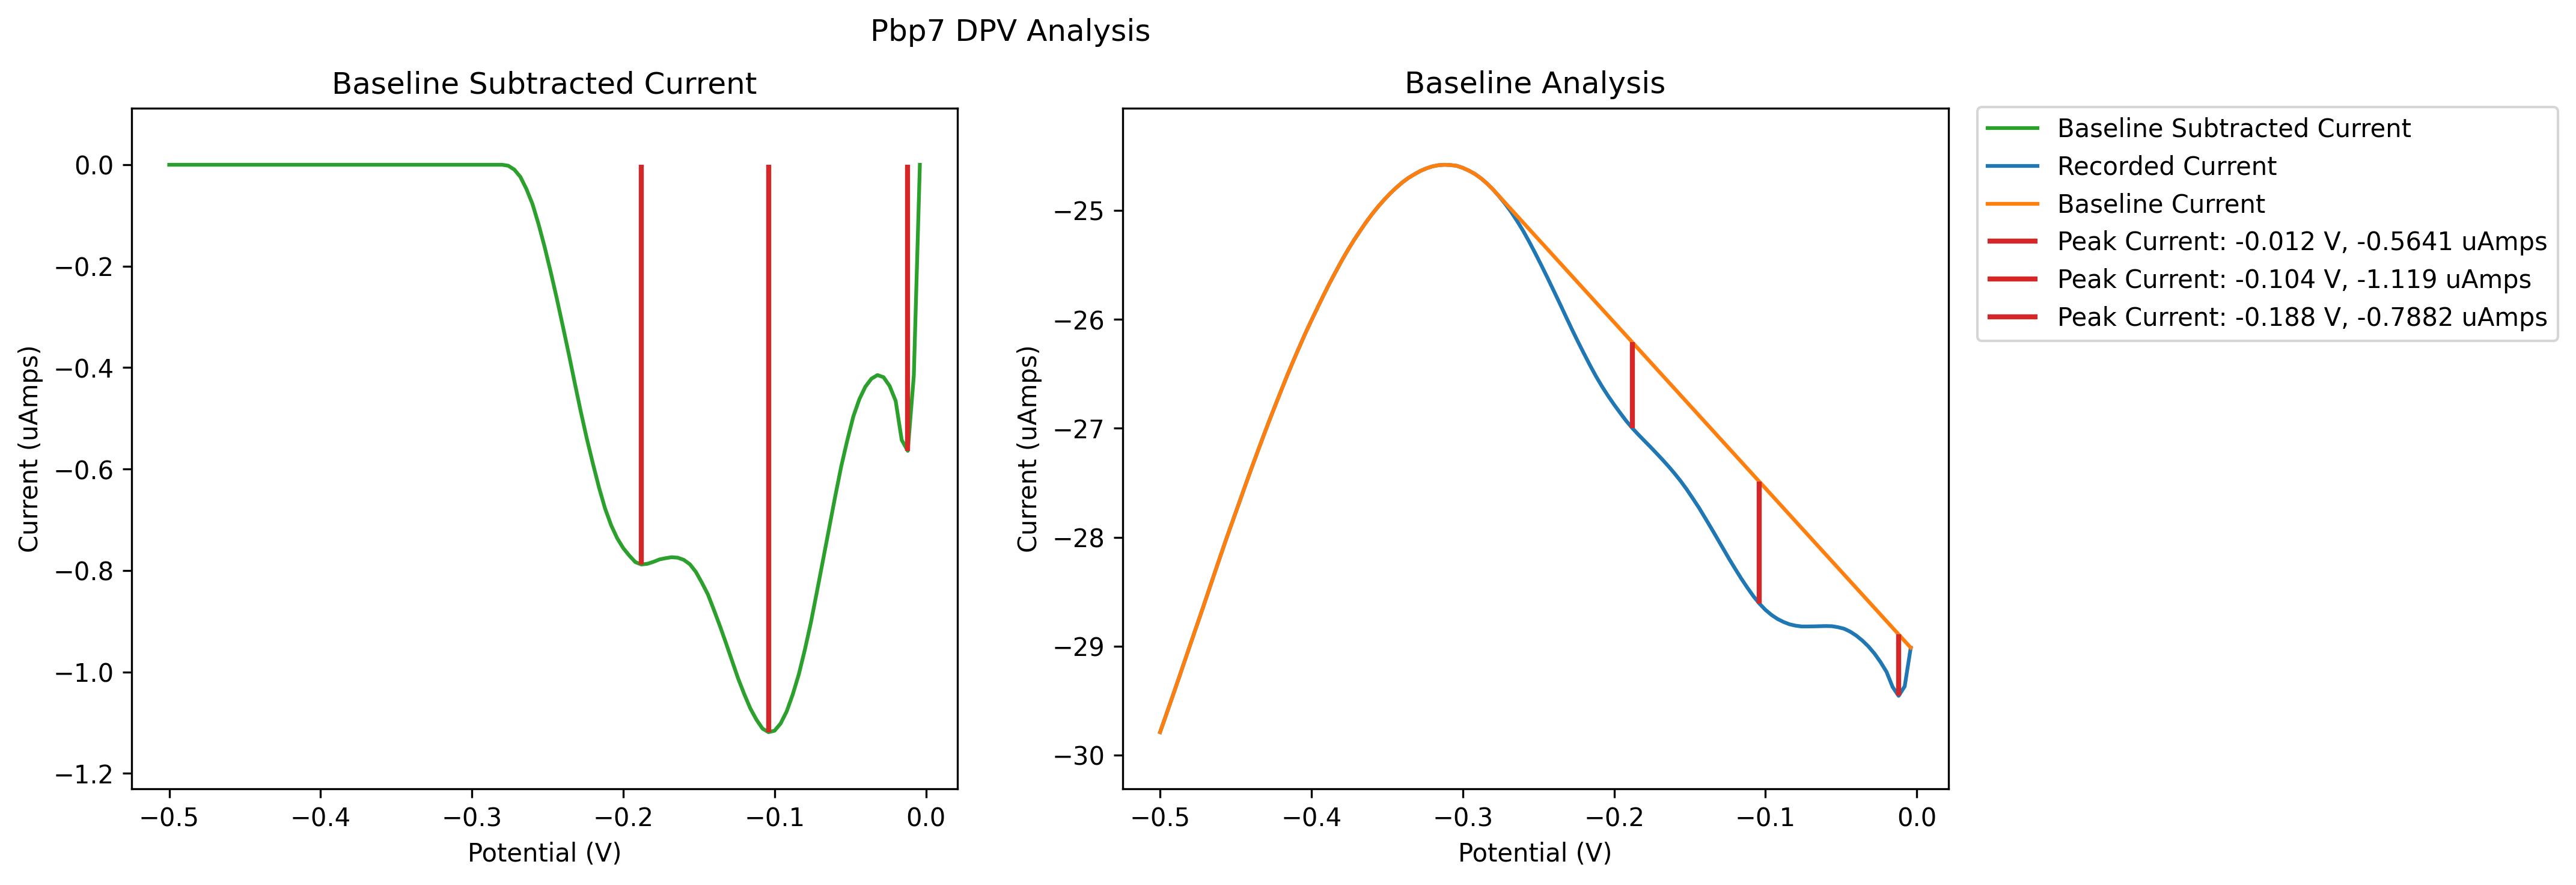 Pbp7 DPV Analysis
Baseline Subtracted Current
Current (uAmps)
0.0
−0.2
−0.4
−0.6
−0.8
−1.0
−1.2
−0.5
−0.4
−0.3
−0.2
−0.1
0.0
Potential (V)
Baseline Analysis
Current (uAmps)
−25
−26
−27
−28
−29
−30
−0.5
−0.4
−0.3
−0.2
−0.1
0.0
Potential (V)
Baseline Subtracted Current
Recorded Current
Baseline Current
Peak Current: -0.012 V, -0.5641 uAmps
Peak Current: -0.104 V, -1.119 uAmps
Peak Current: -0.188 V, -0.7882 uAmps